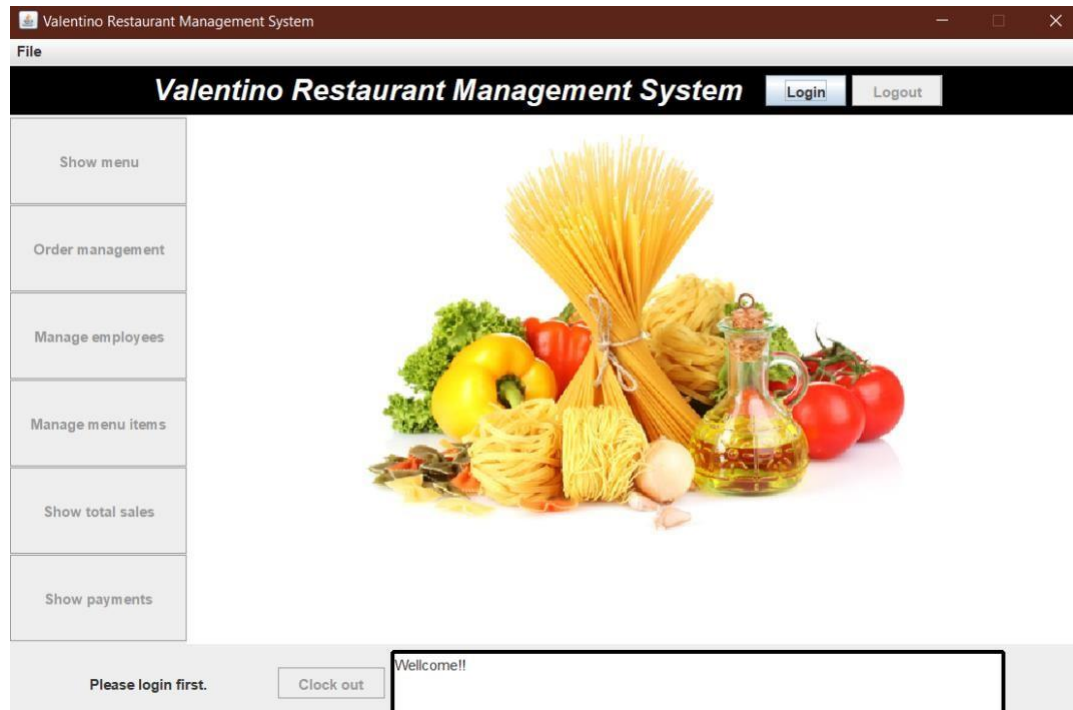 Valentino Restaurant Management System
File
Valentino Restaurant Management System
Login
Logout
Show menu
Order management
Manage employees
Manage menu items
Show total sales
Show payments
Please login first.
Clock out
Wellcome!!